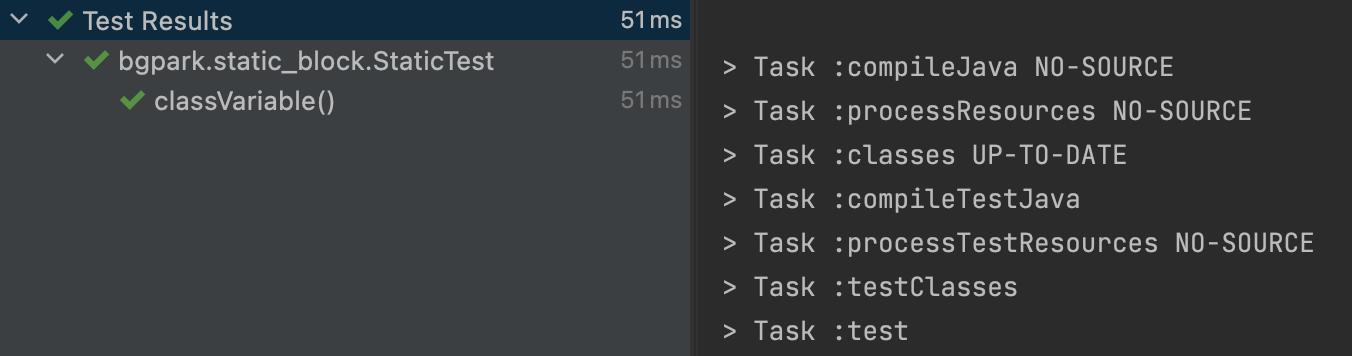 Test Results 51 ms
bgpark.static_block.StaticTest 51 ms
classVariable() 51 ms
> Task :compileJava NO-SOURCE
> Task :processResources NO-SOURCE
> Task :classes UP-TO-DATE
> Task :compileTestJava
> Task :processTestResources NO-SOURCE
> Task :testClasses
> Task :test